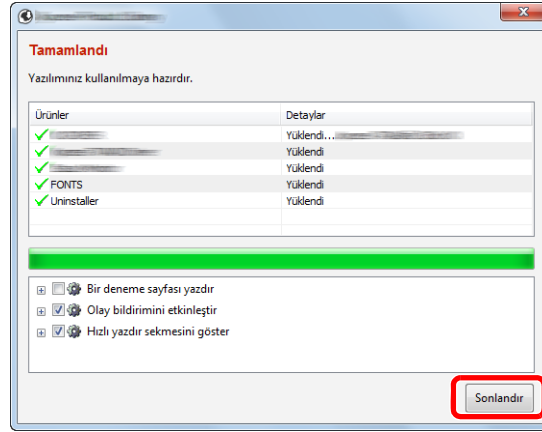 Tamamlandı
Yazılımınız kullanılmaya hazırdır.
Ürünler Detaylar
Yüklendi...
Yüklendi
Yüklendi
FONTS Yüklendi
Uninstaller Yüklendi
Bir deneme sayfası yazdır
Olay bildirimini etkinleştir
Hızlı yazdır sekmesini göster
Sonlandır